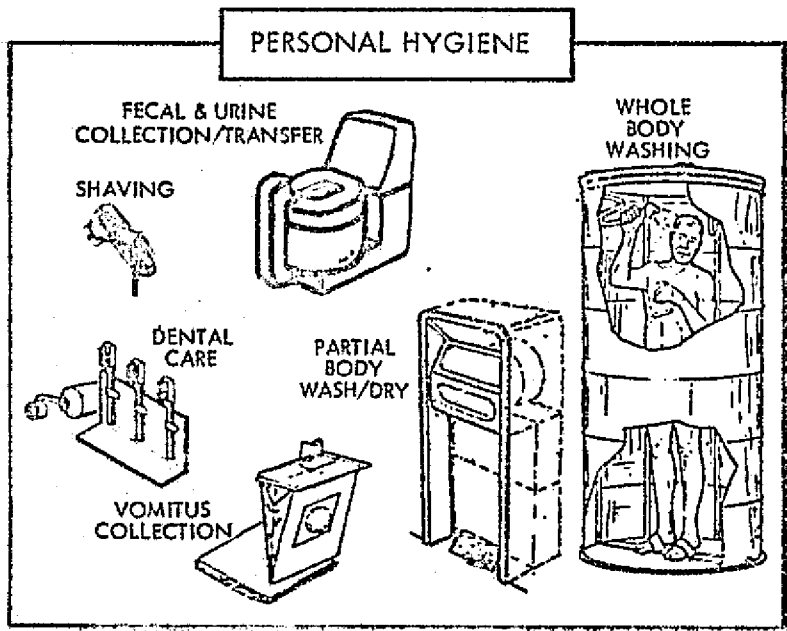 PERSONAL HYGIENE
FECAL & URINE
COLLECTION/TRANSFER
WHOLE
BODY
WASHING
SHAVING
DENTAL
CARE
PARTIAL
BODY
WASH/DRY
VOMITUS
COLLECTION